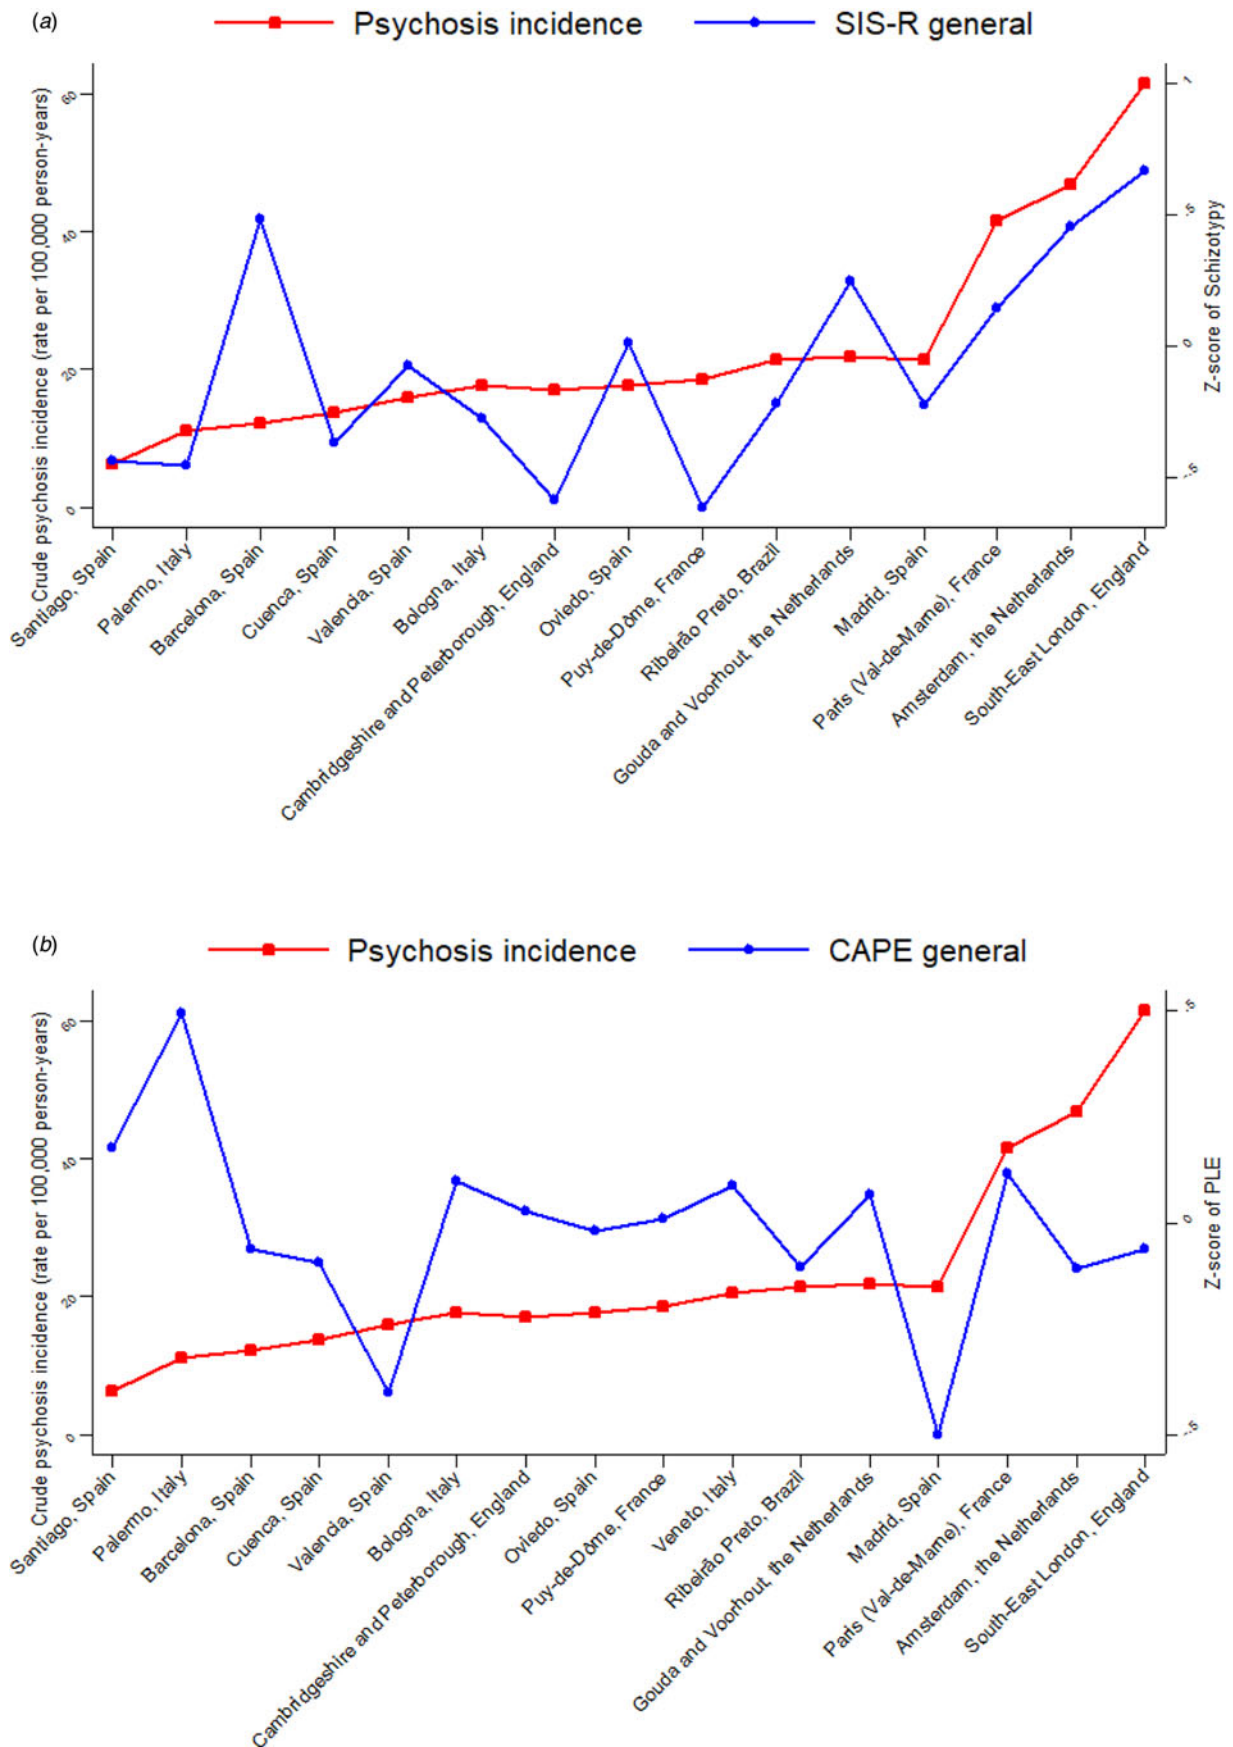 (a)
Psychosis incidence
SIS-R general
Crude psychosis incidence (rate per 100,000 person-years)
60
40
20
0
1
.5
0
-.5
Z-score of Schizotypy
Santiago, Spain
Palermo, Italy
Barcelona, Spain
Cuenca, Spain
Valencia, Spain
Bologna, Italy
Cambridgeshire and Peterborough, England
Oviedo, Spain
Puy-de-Dôme, France
Ribeirão Preto, Brazil
Gouda and Voorhout, the Netherlands
Madrid, Spain
Paris (Val-de-Marne), France
Amsterdam, the Netherlands
South-East London, England
(b)
Psychosis incidence
CAPE general
Crude psychosis incidence (rate per 100,000 person-years)
60
40
20
0
.5
0
-.5
Z-score of PLE
Santiago, Spain
Palermo, Italy
Barcelona, Spain
Cuenca, Spain
Valencia, Spain
Bologna, Italy
Cambridgeshire and Peterborough, England
Oviedo, Spain
Puy-de-Dôme, France
Veneto, Italy
Ribeirão Preto, Brazil
Gouda and Voorhout, the Netherlands
Madrid, Spain
Paris (Val-de-Marne), France
Amsterdam, the Netherlands
South-East London, England